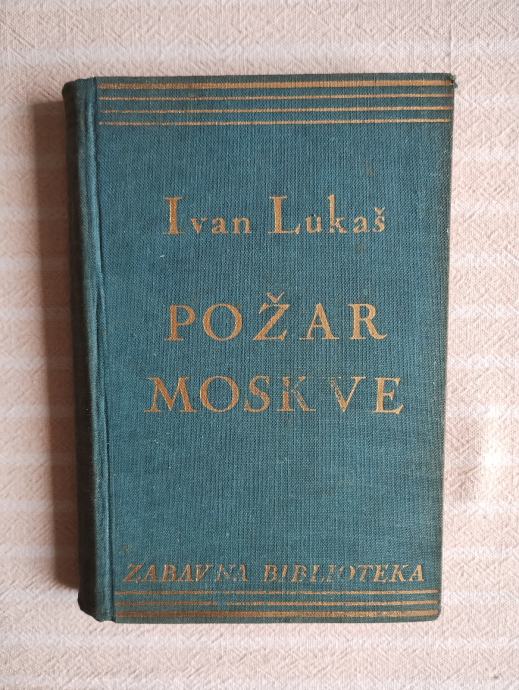 Ivan Lukaš
POŽAR
MOSKVE
ZABAVNA BIBLIOTEKA